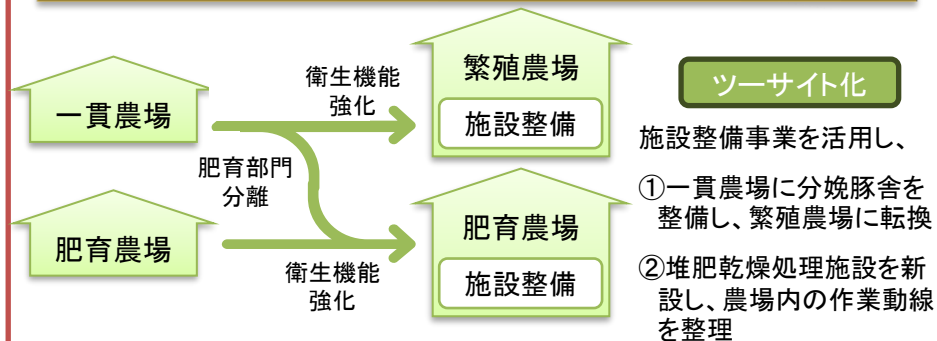 一貫農場
肥育農場
衛生機能
強化
肥育部門
分離
衛生機能
強化
繁殖農場
施設整備
肥育農場
施設整備
ツーサイト化
施設整備事業を活用し、
①一貫農場に分娩豚舎を
整備し、繁殖農場に転換
②堆肥乾燥処理施設を新
設し、農場内の作業動線
を整理